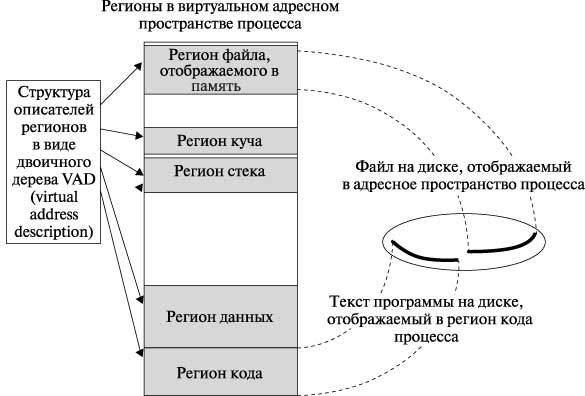 Регионы в виртуальном адресном
пространстве процесса
Регион файла,
отображаемого в
память
Структура
описателей
регионов
в виде
двоичного
дерева VAD
(virtual
address
description)
Регион куча
Регион стека
Файл на диске, отображаемый
в адресное пространство процесса
Регион данных
Текст программы на диске,
отображаемый в регион кода
процесса
Регион кода